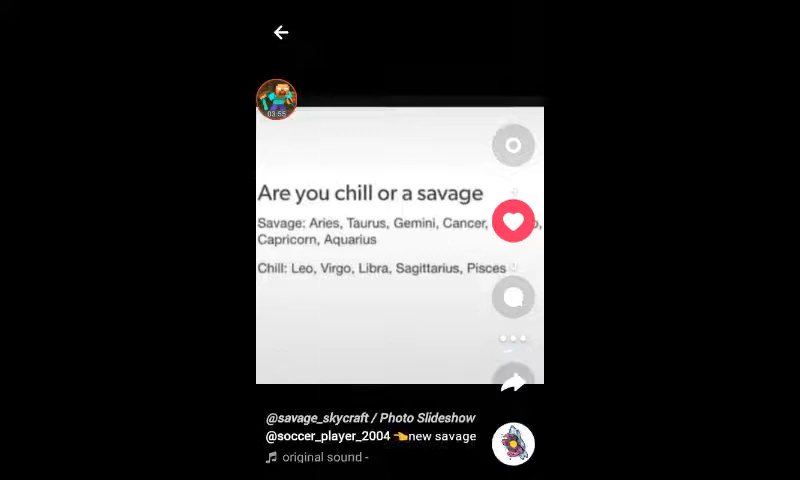 03:55
Are you chill or a savage
Savage: Aries, Taurus, Gemini, Cancer,
Capricorn, Aquarius
Chill: Leo, Virgo, Libra, Sagittarius, Pisces
@savage_skycraft / Photo Slideshow
@soccer_player_2004 👈new savage
original sound -